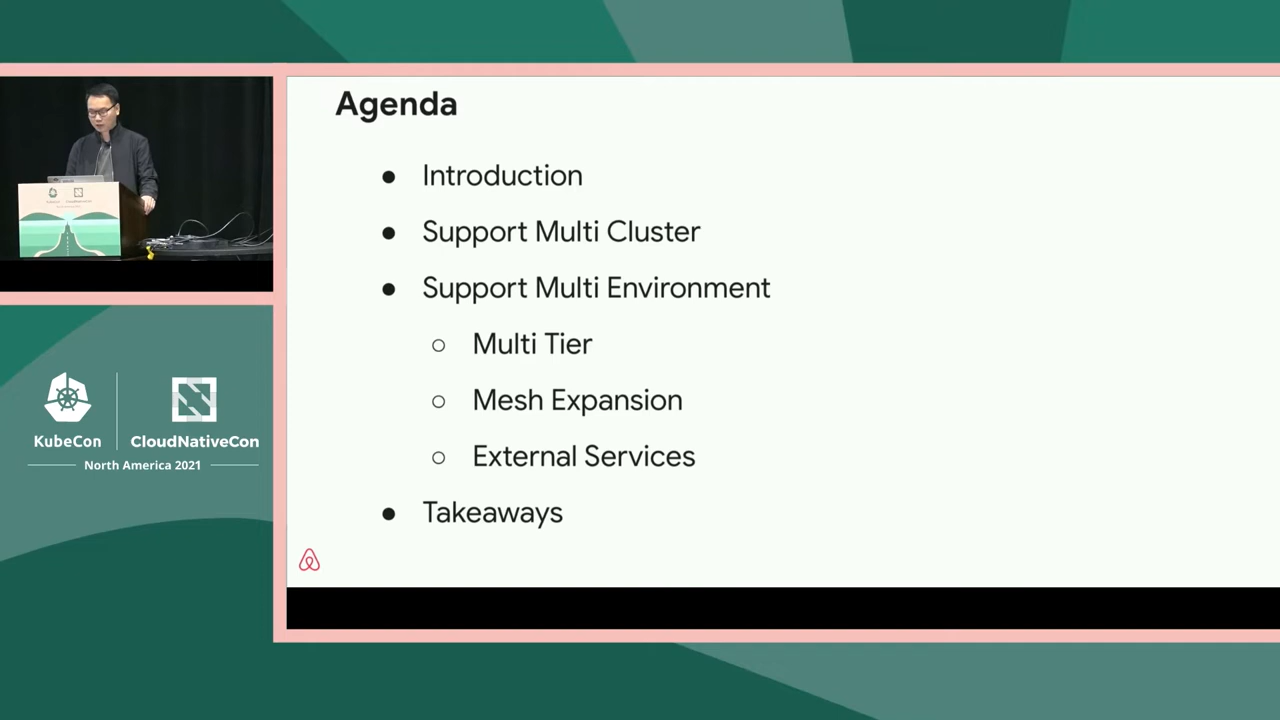 Agenda
● Introduction
● Support Multi Cluster
● Support Multi Environment
○ Multi Tier
○ Mesh Expansion
○ External Services
● Takeaways
KubeCon
CloudNativeCon
North America 2021